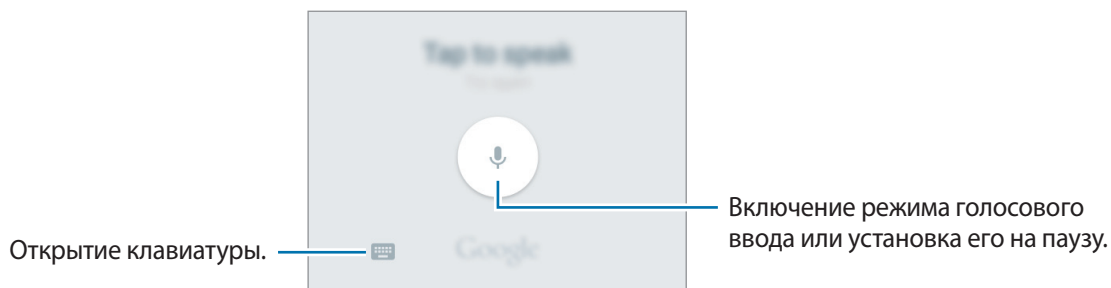 Tap to speak
Google
Включение режима голосового
ввода или установка его на паузу.
Открытие клавиатуры.